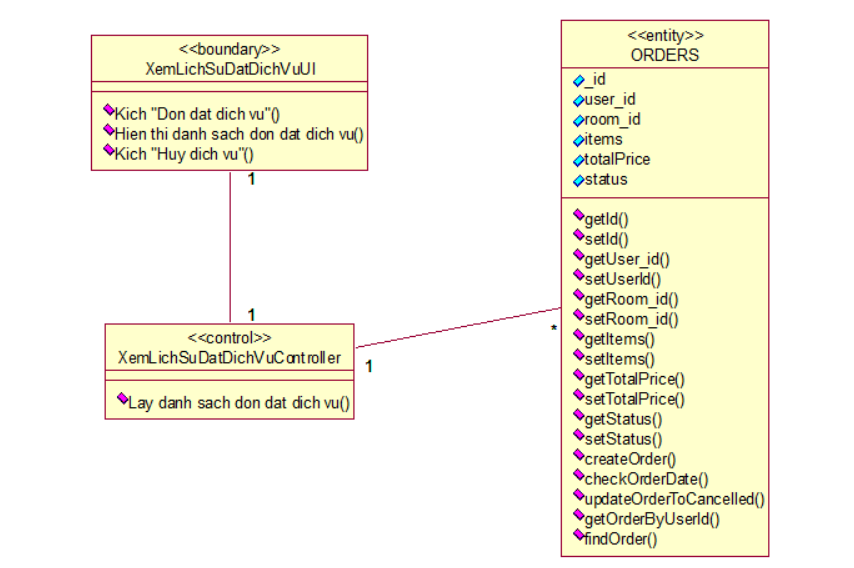 <<boundary>>
XemLichSuDatDichVuUI
Kich "Don dat dich vu"()
Hien thi danh sach don dat dich vu()
Kich "Huy dich vu"()
1
1
<<control>>
XemLichSuDatDichVuController
Lay danh sach don dat dich vu()
1
*
<<entity>>
ORDERS
_id
user_id
room_id
items
totalPrice
status
getId()
setId()
getUser_id()
setUserId()
getRoom_id()
setRoom_id()
getItems()
setItems()
getTotalPrice()
setTotalPrice()
getStatus()
setStatus()
createOrder()
checkOrderDate()
updateOrderToCancelled()
getOrderByUserId()
findOrder()